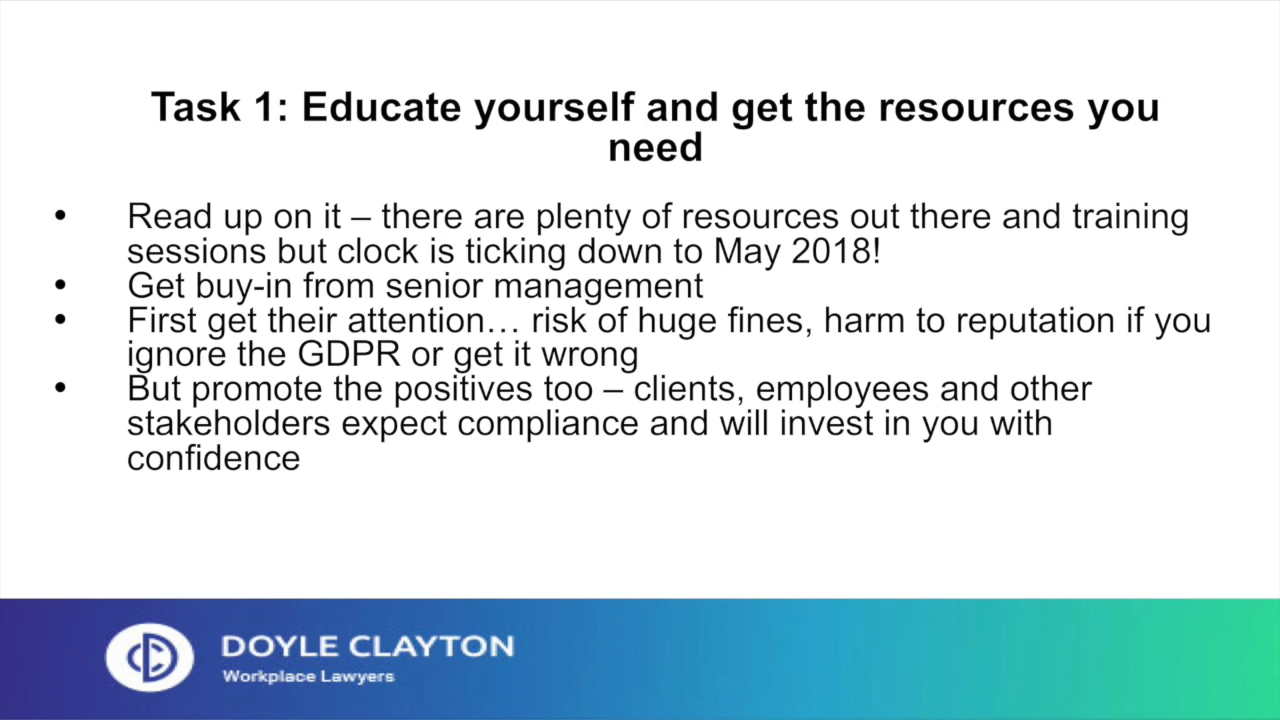 Task 1: Educate yourself and get the resources you
need
• Read up on it – there are plenty of resources out there and training
sessions but clock is ticking down to May 2018!
• Get buy-in from senior management
• First get their attention… risk of huge fines, harm to reputation if you
ignore the GDPR or get it wrong
• But promote the positives too – clients, employees and other
stakeholders expect compliance and will invest in you with
confidence
DOYLE CLAYTON
Workplace Lawyers